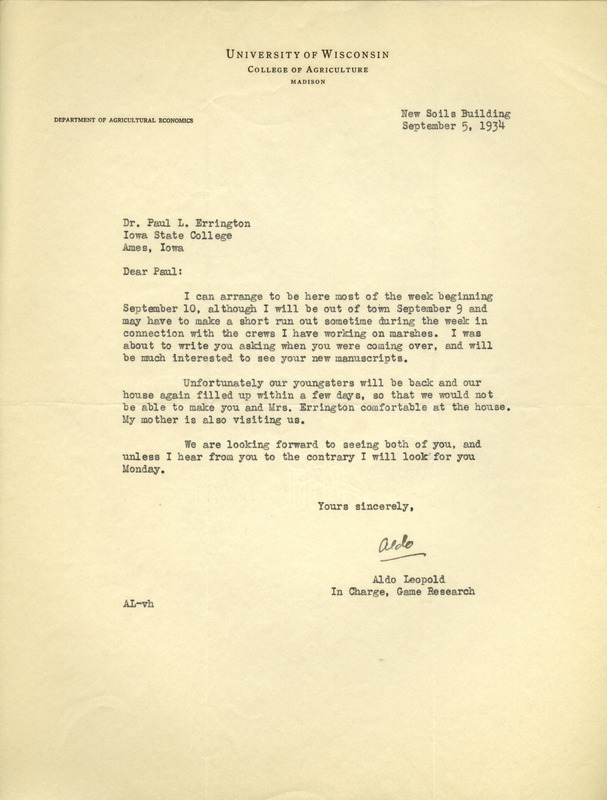 UNIVERSITY OF WISCONSIN
COLLEGE OF AGRICULTURE
MADISON
DEPARTMENT OF AGRICULTURAL ECONOMICS
New Soils Building
September 5, 1934
Dr. Paul L. Errington
Iowa State College
Ames, Iowa
Dear Paul:
I can arrange to be here most of the week beginning
September 10, although I will be out of town September 9 and
may have to make a short run out sometime during the week in
connection with the crews I have working on marshes. I was
about to write you asking when you were coming over, and will
be much interested to see your new manuscripts.
Unfortunately our youngsters will be back and our
house again filled up within a few days, so that we would not
be able to make you and Mrs. Errington comfortable at the house.
My mother is also visiting us.
We are looking forward to seeing both of you, and
unless I hear from you to the contrary I will look for you
Monday.
Yours sincerely,
Aldo
Aldo Leopold
In Charge, Game Research
AL-vh